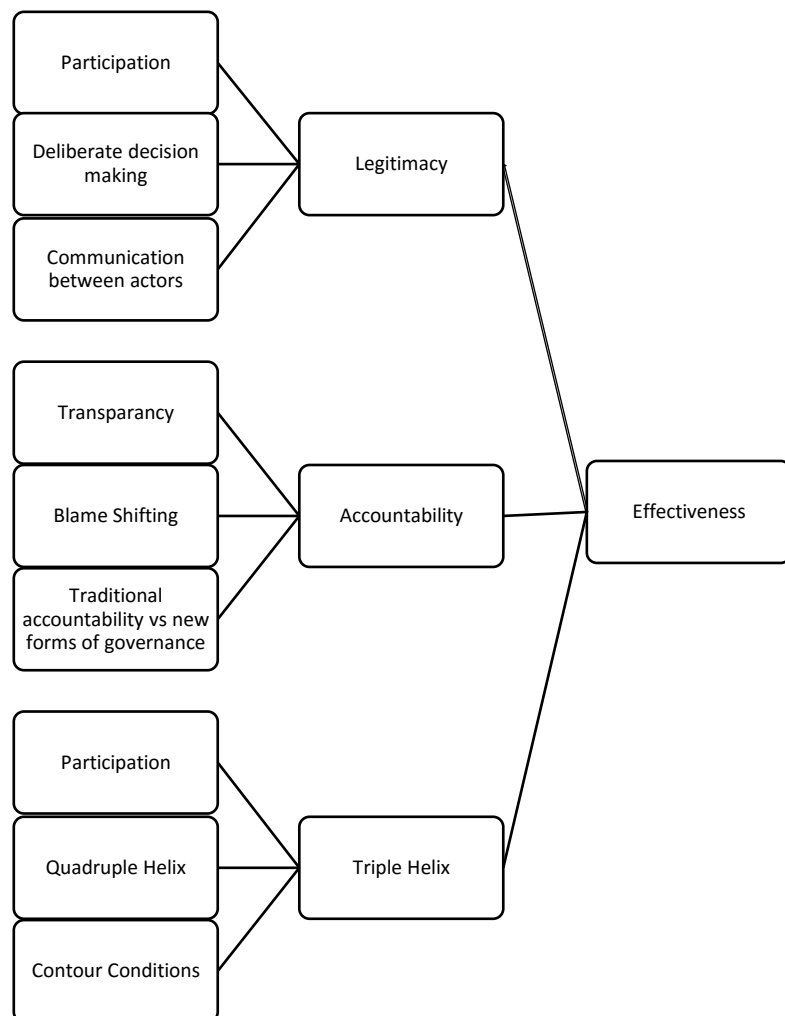 Participation
Deliberate decision
making
Legitimacy
Communication
between actors
Transparancy
Blame Shifting
Accountability
Effectiveness
Traditional
accountability vs new
forms of governance
Participation
Quadruple Helix
Triple Helix
Contour Conditions